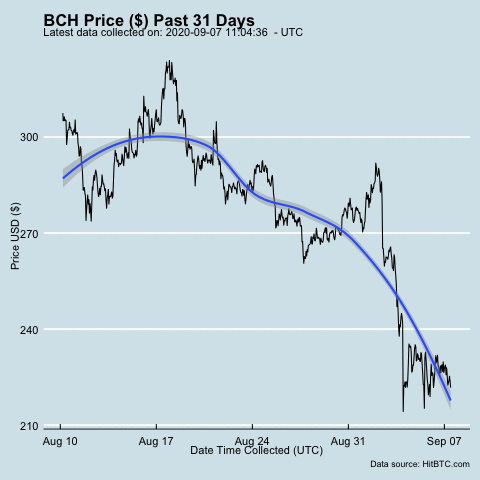 BCH Price ($) Past 31 Days
Latest data collected on: 2020-09-07 11:04:36 - UTC
Price USD ($)
300
270
240
210
Aug 10 Aug 17 Aug 24 Aug 31 Sep 07
Date Time Collected (UTC)
Data source: HitBTC.com